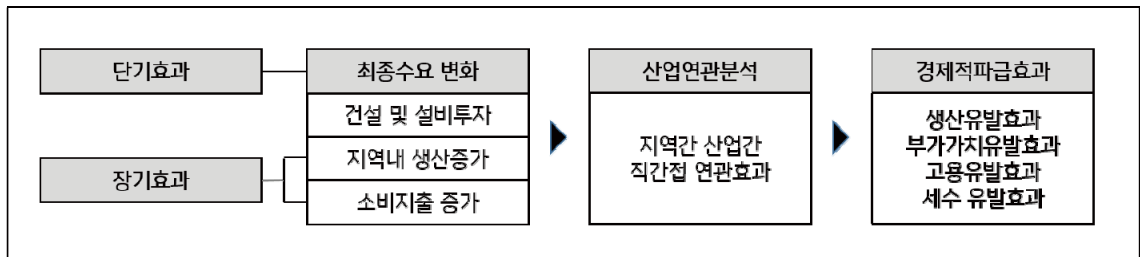 단기효과
장기효과
최종수요 변화
건설 및 설비투자
지역내 생산증가
소비지출 증가
산업연관분석
지역간 산업간
직간접 연관효과
경제적파급효과
생산유발효과
부가가치유발효과
고용유발효과
세수 유발효과